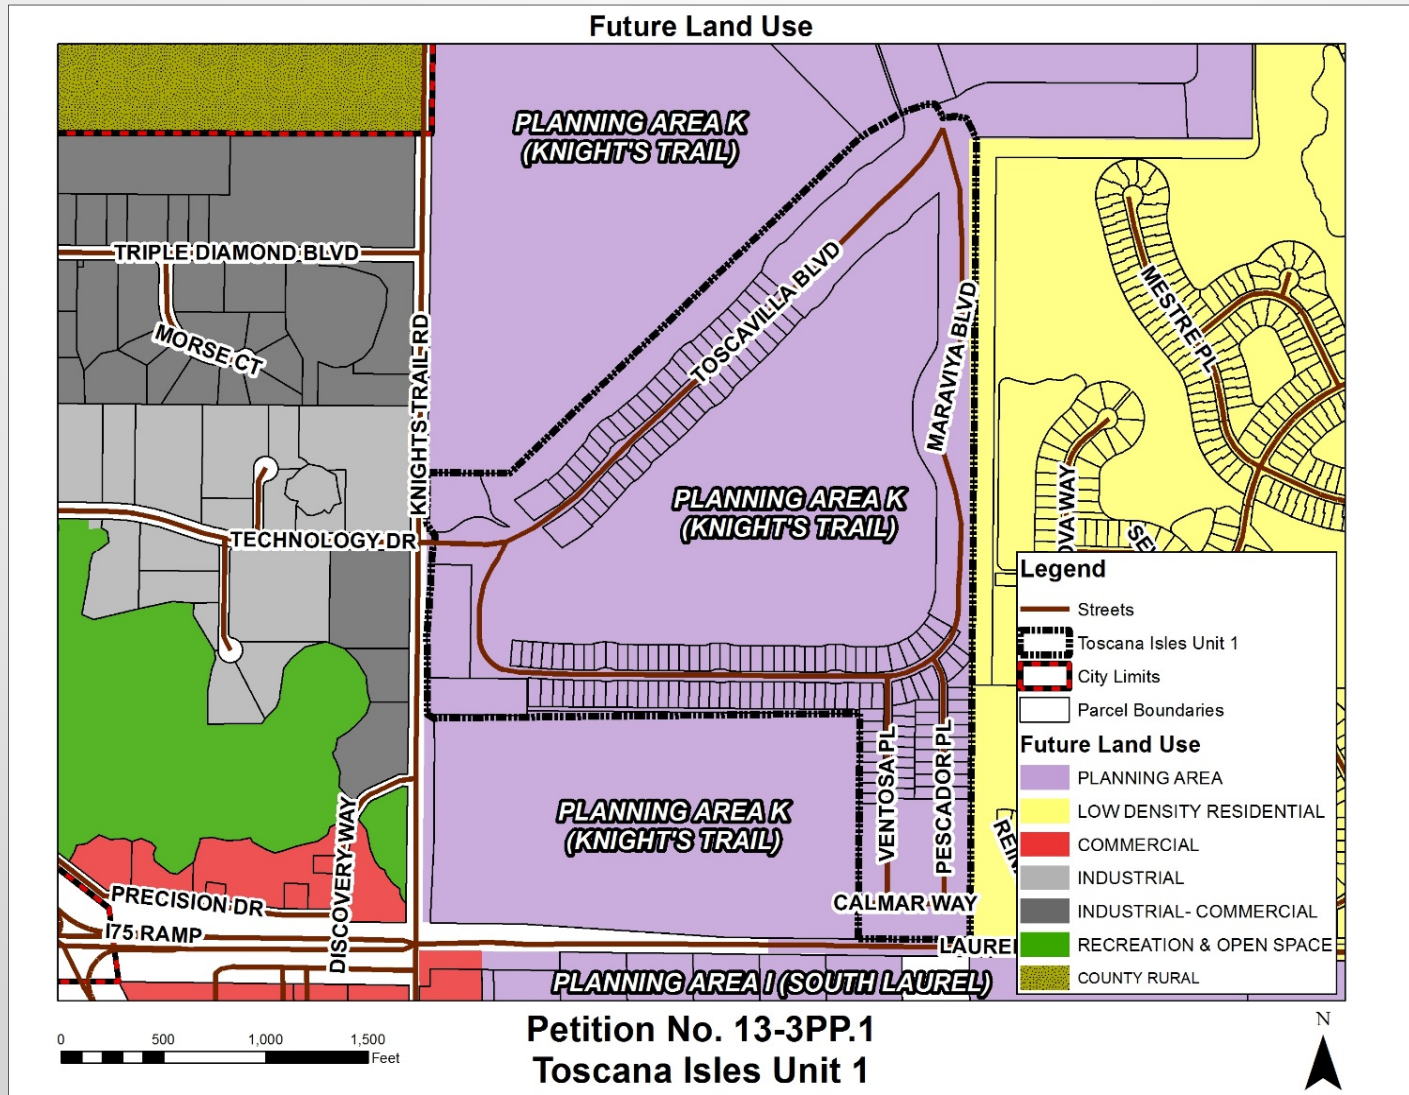 Future Land Use
PLANNING AREA K
(KNIGHT'S TRAIL)
TRIPLE DIAMOND BLVD
MORSE CT
KNIGHTS TRAIL RD
TOSCAVILLA BLVD
MARAVIYA BLVD
MESTRE PL
PLANNING AREA K
(KNIGHT'S TRAIL)
TECHNOLOGY DR
OVA WAY
Legend
Streets
Toscana Isles Unit 1
City Limits
Parcel Boundaries
Future Land Use
PLANNING AREA
LOW DENSITY RESIDENTIAL
COMMERCIAL
INDUSTRIAL
INDUSTRIAL- COMMERCIAL
RECREATION & OPEN SPACE
COUNTY RURAL
PLANNING AREA K
(KNIGHT'S TRAIL)
VENTOSA PL
PESCADOR PL
CALMAR WAY
DISCOVERY WAY
PRECISION DR
I75 RAMP
LAUREL
PLANNING AREA I (SOUTH LAUREL)
0 500 1,000 1,500
Feet
Petition No. 13-3PP.1
Toscana Isles Unit 1
N